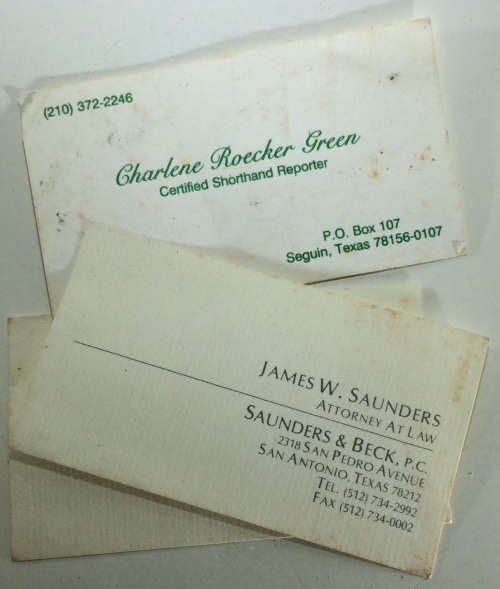 (210) 372-2246
Charlene Roecker Green
Certified Shorthand Reporter
P.O. Box 107
Seguin, Texas 78156-0107
JAMES W. SAUNDERS
ATTORNEY AT LAW
SAUNDERS & BECK, P.C.
2318 SAN PEDRO AVENUE
SAN ANTONIO, TEXAS 78212
TEL. (512) 734-2992
FAX (512) 734-0002